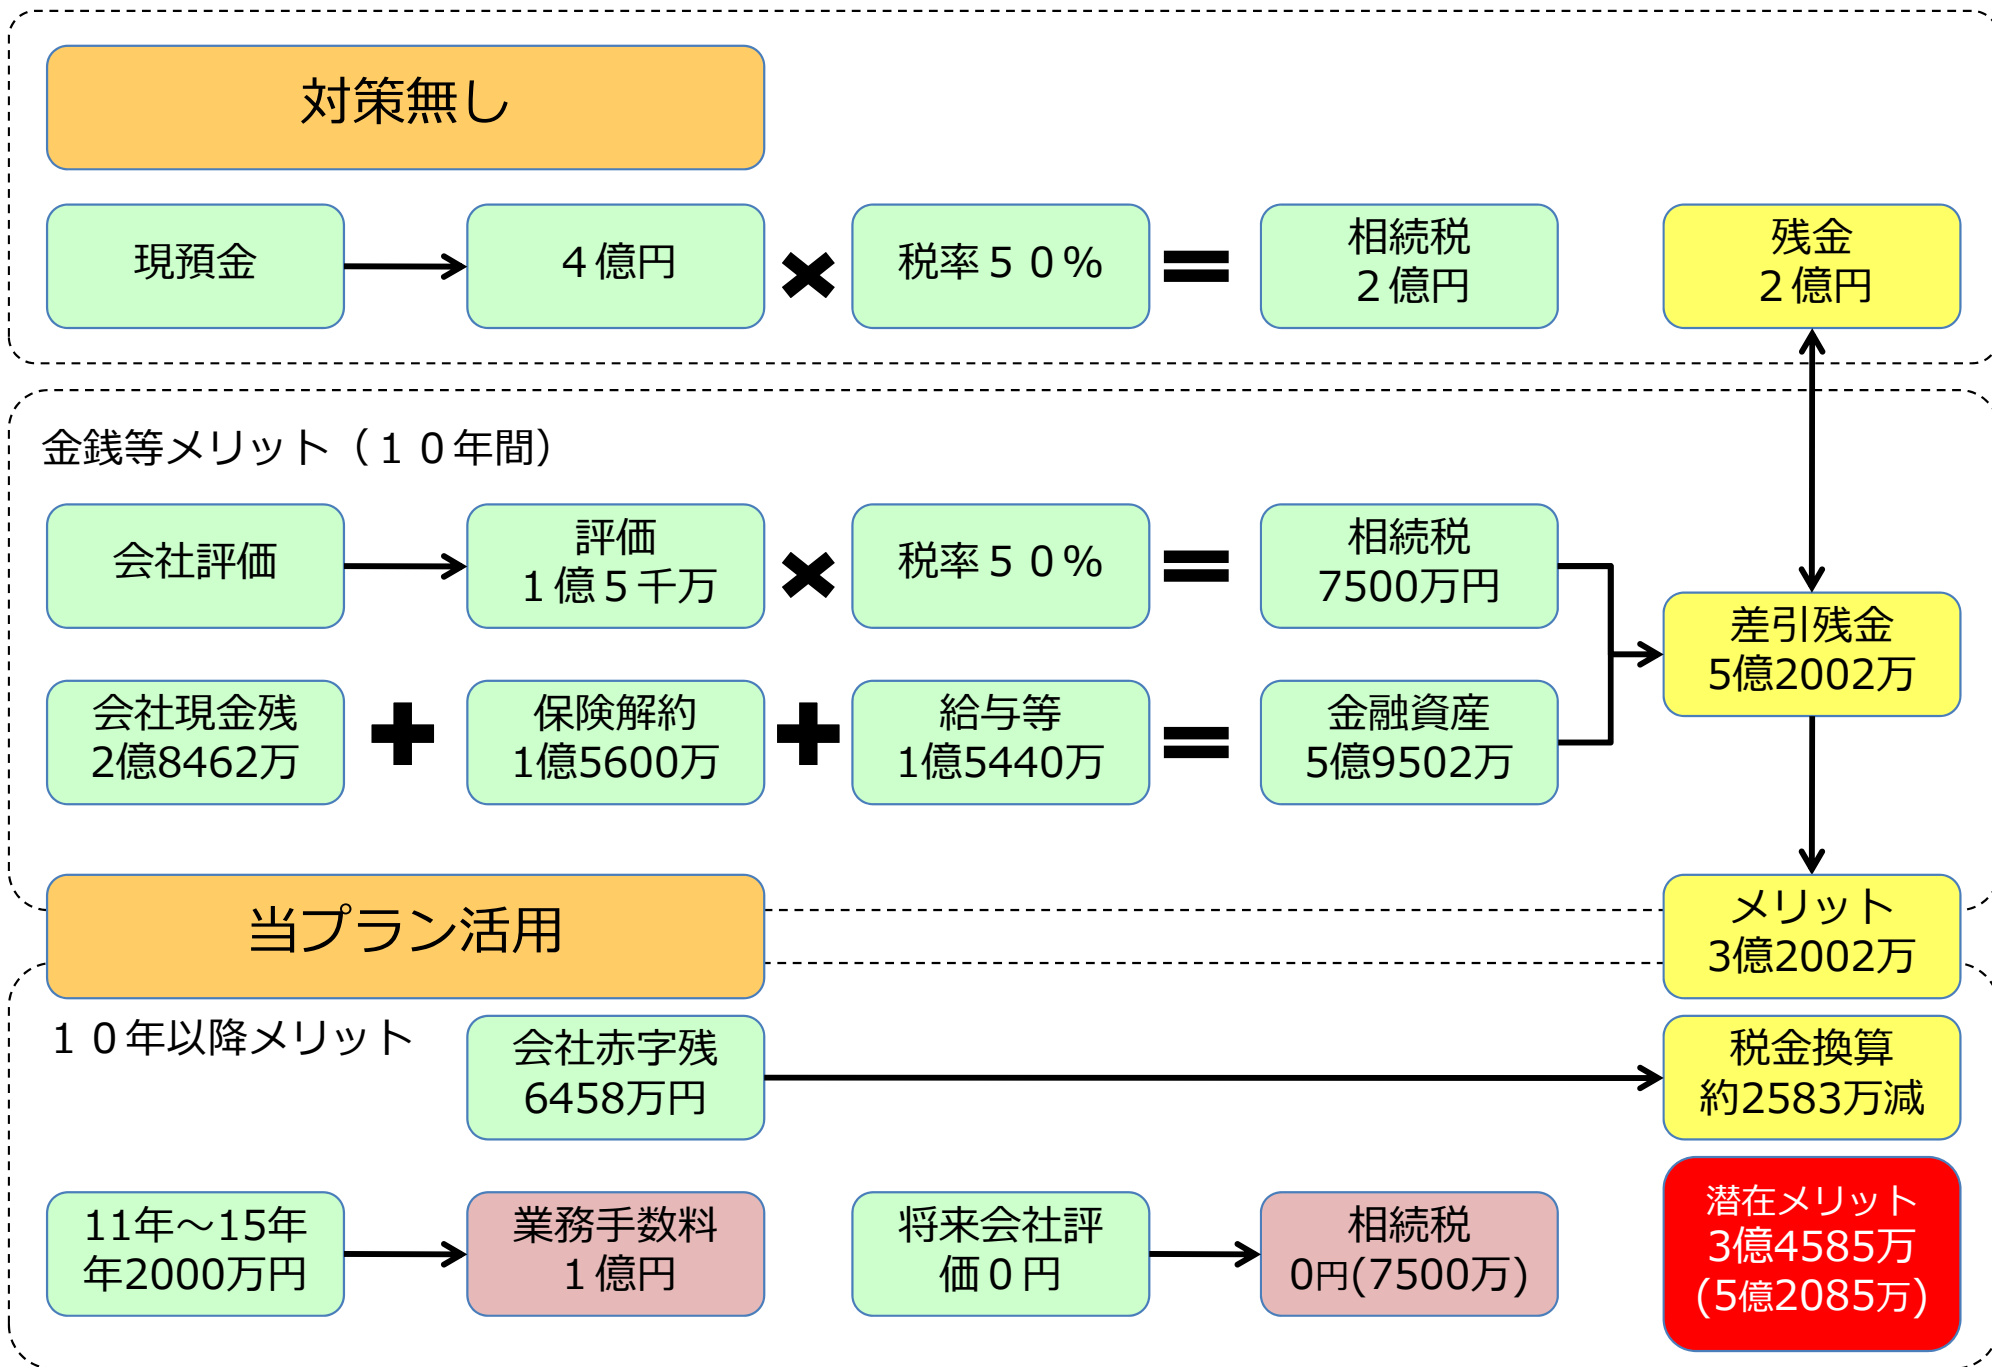 対策無し
現預金
４億円
税率５０%
相続税
２億円
残金
２億円
金銭等メリット（１０年間）
会社評価
評価
１億５千万
税率５０%
相続税
7500万円
差引残金
5億2002万
会社現金残
2億8462万
保険解約
1億5600万
給与等
1億5440万
金融資産
5億9502万
当プラン活用
メリット
3億2002万
１０年以降メリット
会社赤字残
6458万円
税金換算
約2583万減
11年～15年
年2000万円
業務手数料
１億円
将来会社評
価０円
相続税
0円(7500万)
潜在メリット
3億4585万
(5億2085万)